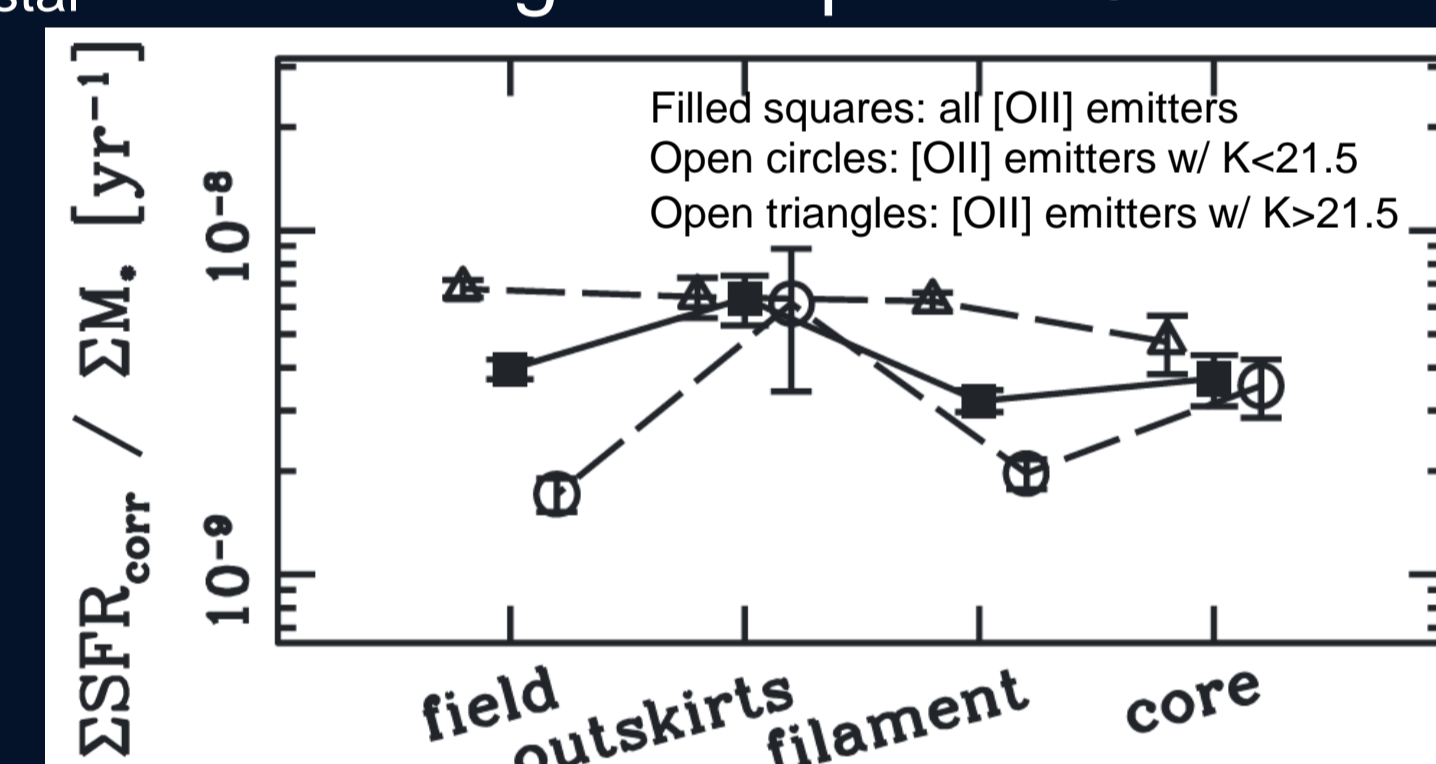 star
ΣSFRcorr / ΣM* [yr−1]
10−8
10−9
Filled squares: all [OII] emitters
Open circles: [OII] emitters w/ K<21.5
Open triangles: [OII] emitters w/ K>21.5
field
outskirts
filament
core